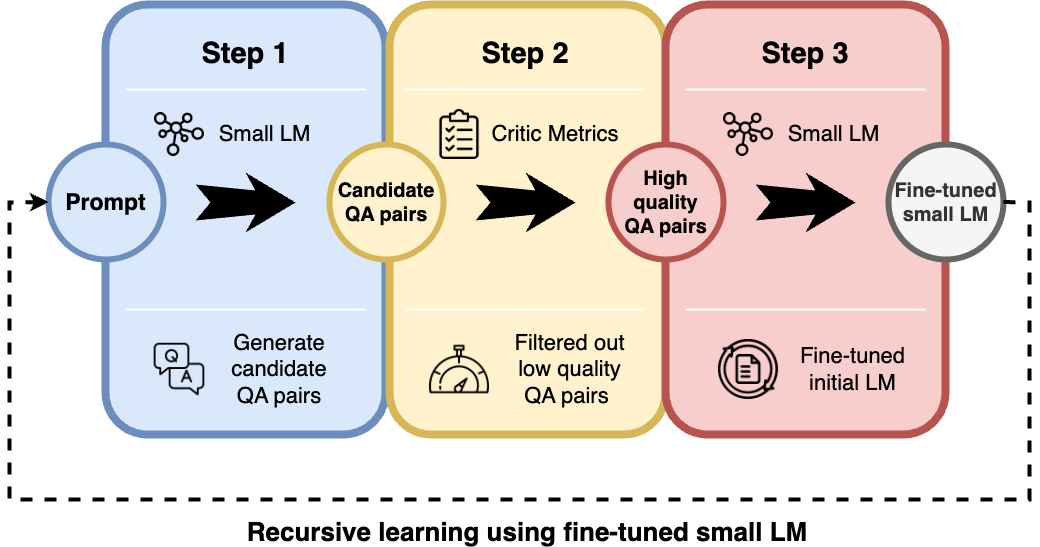 Step 1
Step 2
Step 3
Small LM
Critic Metrics
Small LM
Prompt
Candidate
QA pairs
High
quality
QA pairs
Fine-tuned
small LM
Q
A
Generate
candidate
QA pairs
Filtered out
low quality
QA pairs
Fine-tuned
initial LM
Recursive learning using fine-tuned small LM